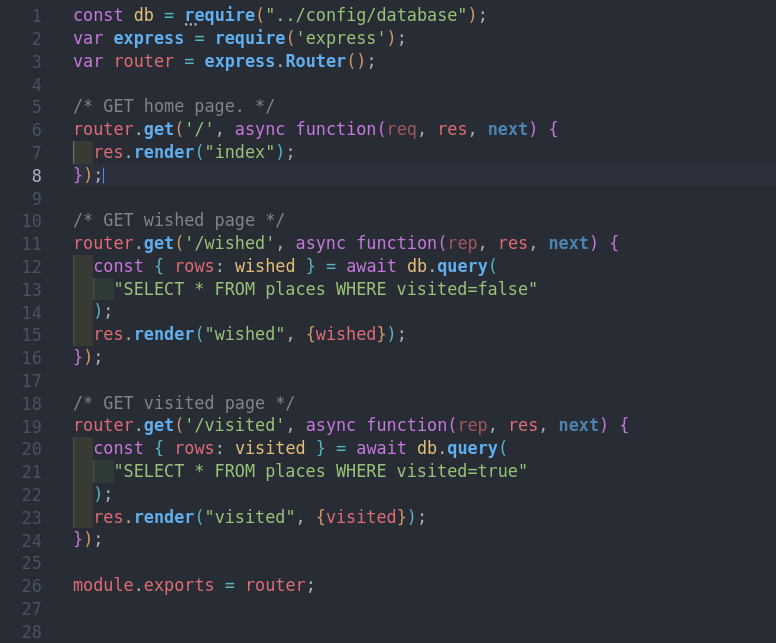 1 const db = require("../config/database");
2 var express = require('express');
3 var router = express.Router();
4
5 /* GET home page. */
6 router.get('/', async function(req, res, next) {
7   res.render("index");
8 });
9
10 /* GET wished page */
11 router.get('/wished', async function(rep, res, next) {
12   const { rows: wished } = await db.query(
13     "SELECT * FROM places WHERE visited=false"
14   );
15   res.render("wished", {wished});
16 });
17
18 /* GET visited page */
19 router.get('/visited', async function(rep, res, next) {
20   const { rows: visited } = await db.query(
21     "SELECT * FROM places WHERE visited=true"
22   );
23   res.render("visited", {visited});
24 });
25
26 module.exports = router;
27
28